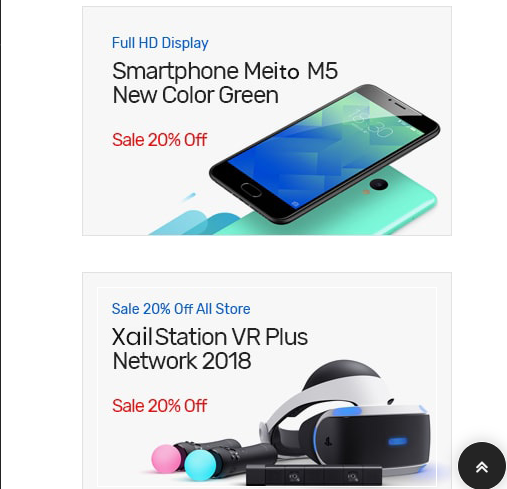 Full HD Display
Smartphone Meito M5
New Color Green
Sale 20% Off
Sale 20% Off All Store
XailStation VR Plus
Network 2018
Sale 20% Off